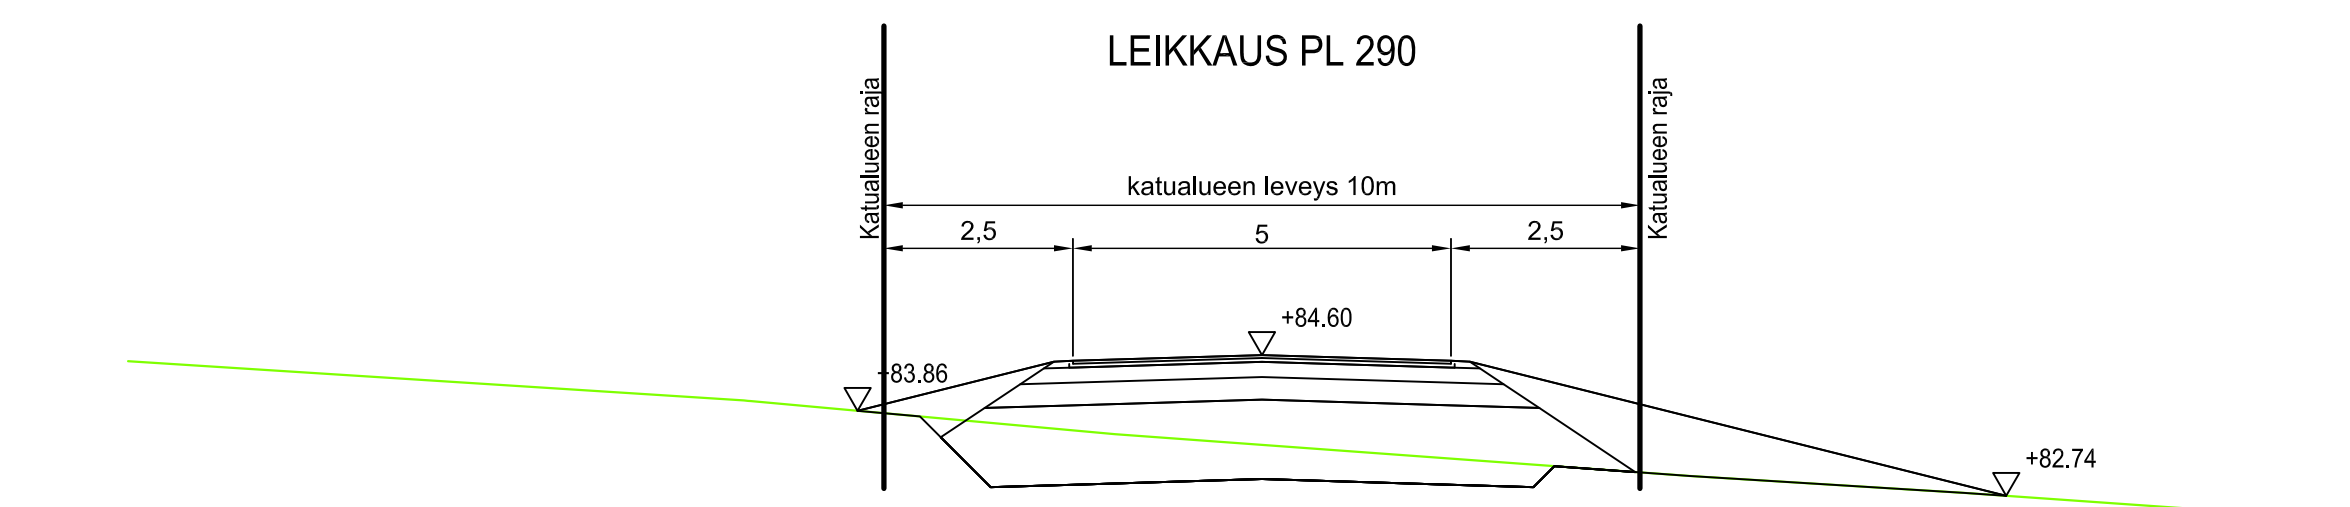 LEIKKAUS PL 290
Katualueen raja
Katualueen raja
katualueen leveys 10m
2,5
5
2,5
+84.60
+83.86
+82.74